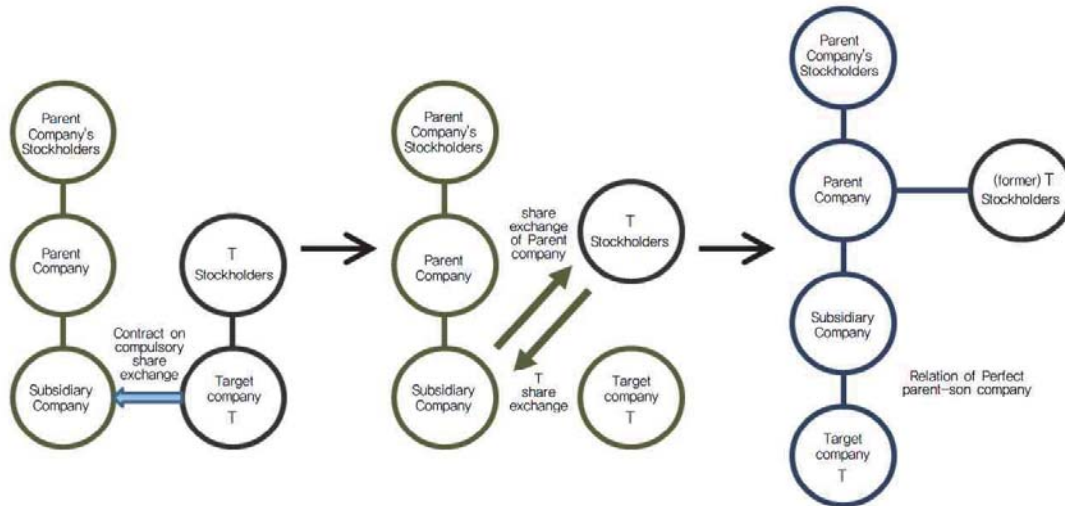 Parent
Company's
Stockholders
Parent
Company
T
Stockholders
Contract on
compulsory
share
exchange
Subsidiary
Company
Target
company
T
Parent
Company's
Stockholders
share
exchange
of Parent
company
T
Stockholders
Parent
Company
Subsidiary
Company
T
share
exchange
Target
company
T
Parent
Company's
Stockholders
Parent
Company
(former) T
Stockholders
Subsidiary
Company
Relation of Perfect
parent-son company
Target
company
T